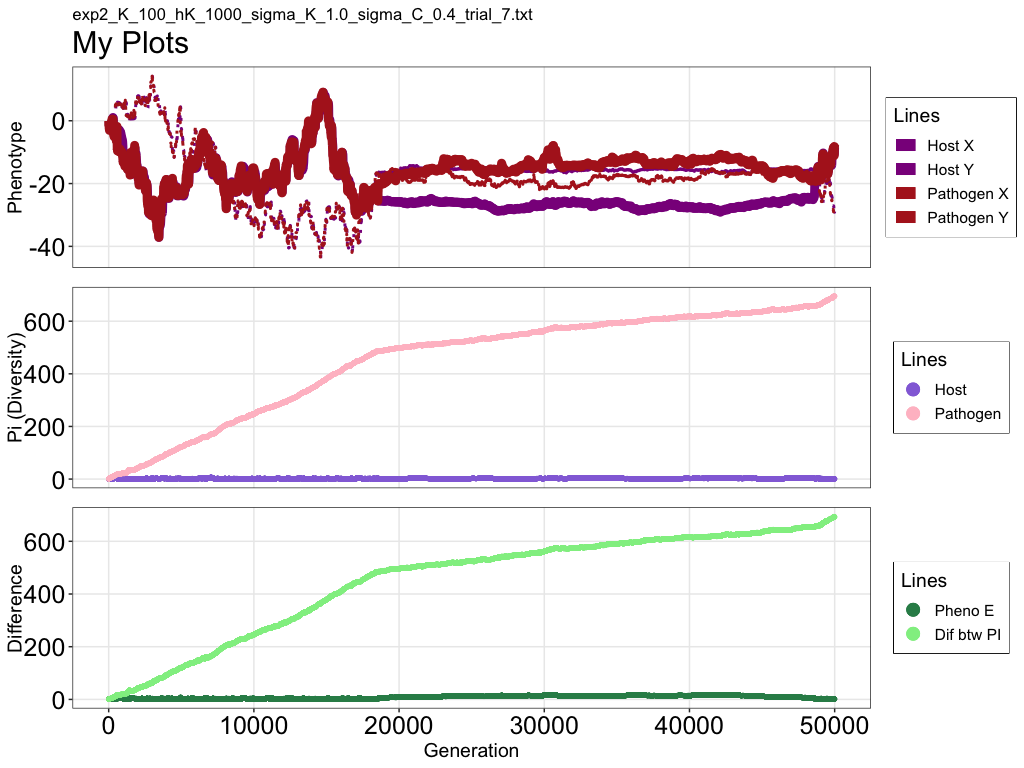 exp2_K_100_hK_1000_sigma_K_1.0_sigma_C_0.4_trial_7.txt
My Plots
Phenotype
0
-20
-40
Lines
Host X
Host Y
Pathogen X
Pathogen Y
Pi (Diversity)
600
400
200
0
Lines
Host
Pathogen
Difference
600
400
200
0
Lines
Pheno E
Dif btw PI
0 10000 20000 30000 40000 50000
Generation